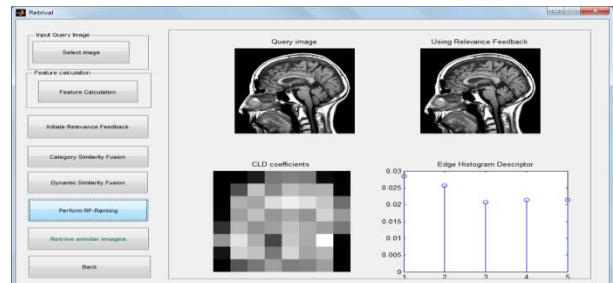 Retrival
Input Query Image
Select image
Feature calculation
Feature Calculation
Initiate Relevance Feedback
Category Similarity Fusion
Dynamic Similarity Fusion
Perform RF-Ranking
Retrive similar images
Back
Query image
Using Relevance Feedback
CLD coefficients
Edge Histogram Descriptor
0.03
0.025
0.02
0.015
0.01
0.005
0
1 2 3 4 5